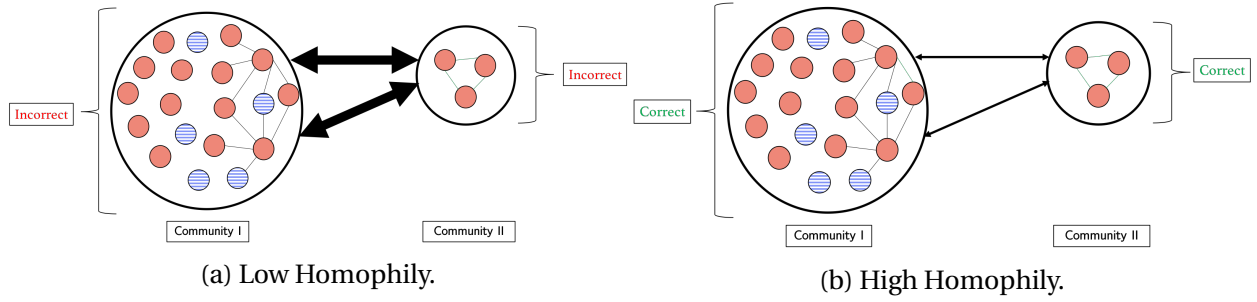 Incorrect
Incorrect
Community I
Community II
(a) Low Homophily.
Correct
Correct
Community I
Community II
(b) High Homophily.